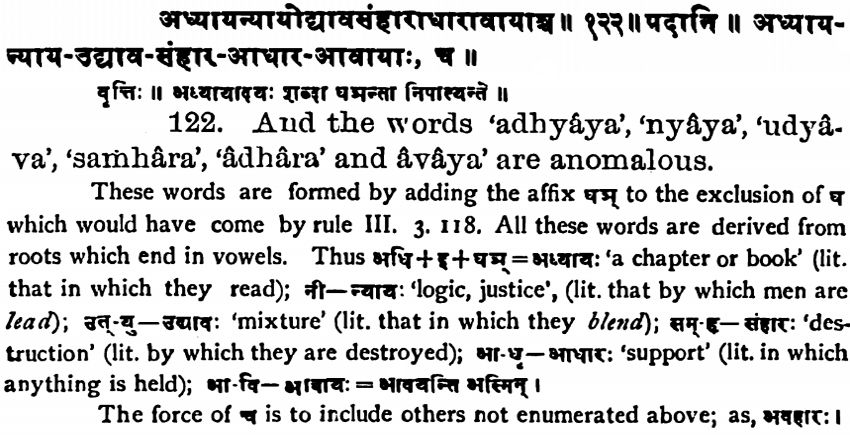 अध्यायन्यायोद्यावसंहाराधारावायाश्च ॥ १२२ ॥ पदानि ॥ अध्याय-
न्याय-उद्याव-संहार-आधार-आवायाः, च ॥
वृत्तिः ॥ अध्यायादयः शब्दा घञन्ता निपात्यन्ते ॥
122. And the words 'adhyâya', 'nyâya', 'udyâ-
va', 'saṁhâra', 'âdhâra' and âvâya' are anomalous.
These words are formed by adding the affix घञ् to the exclusion of घ
which would have come by rule III. 3. 118. All these words are derived from
roots which end in vowels. Thus अधि+इ+घञ्=अध्यायः 'a chapter or book' (lit.
that in which they read); नी—न्यायः 'logic, justice', (lit. that by which men are
lead); उत्-यु—उद्यावः 'mixture' (lit. that in which they blend); सम्-हृ—संहारः 'des-
truction' (lit. by which they are destroyed); आ-धृ—आधारः 'support' (lit. in which
anything is held); आ-वि—आवायः = आवयन्ति अस्मिन् ।
The force of च is to include others not enumerated above; as, अवहारः ।